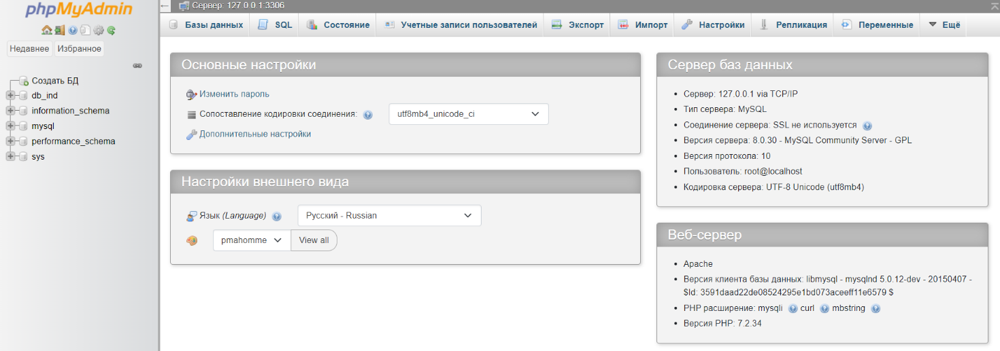 phpMyAdmin
Недавнее Избранное
Создать БД
db_ind
information_schema
mysql
performance_schema
sys
Сервер: 127.0.0.1:3306
Базы данных SQL Состояние Учетные записи пользователей Экспорт Импорт Настройки Репликация Переменные Ещё
Основные настройки
Изменить пароль
Сопоставление кодировки соединения: utf8mb4_unicode_ci
Дополнительные настройки
Настройки внешнего вида
Язык (Language) Русский - Russian
pmahomme View all
Сервер баз данных
Сервер: 127.0.0.1 via TCP/IP
Тип сервера: MySQL
Соединение сервера: SSL не используется
Версия сервера: 8.0.30 - MySQL Community Server - GPL
Версия протокола: 10
Пользователь: root@localhost
Кодировка сервера: UTF-8 Unicode (utf8mb4)
Веб-сервер
Apache
Версия клиента базы данных: libmysql - mysqlnd 5.0.12-dev - 20150407 -
$Id: 3591daad22de08524295e1bd073aceeff11e6579 $
PHP расширение: mysqli curl mbstring
Версия PHP: 7.2.34